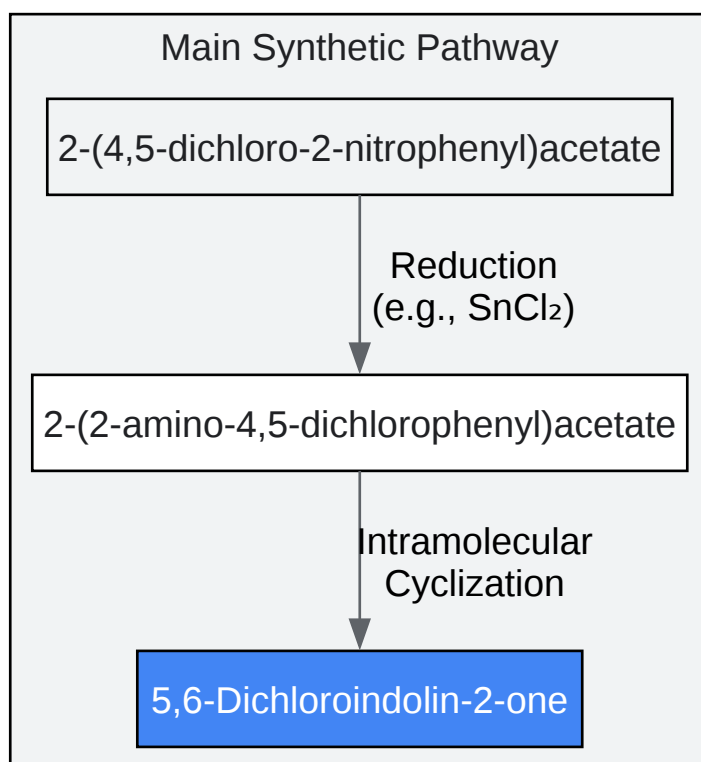 Main Synthetic Pathway
2-(4,5-dichloro-2-nitrophenyl)acetate
Reduction
(e.g., SnCl₂)
2-(2-amino-4,5-dichlorophenyl)acetate
Intramolecular
Cyclization
5,6-Dichloroindolin-2-one